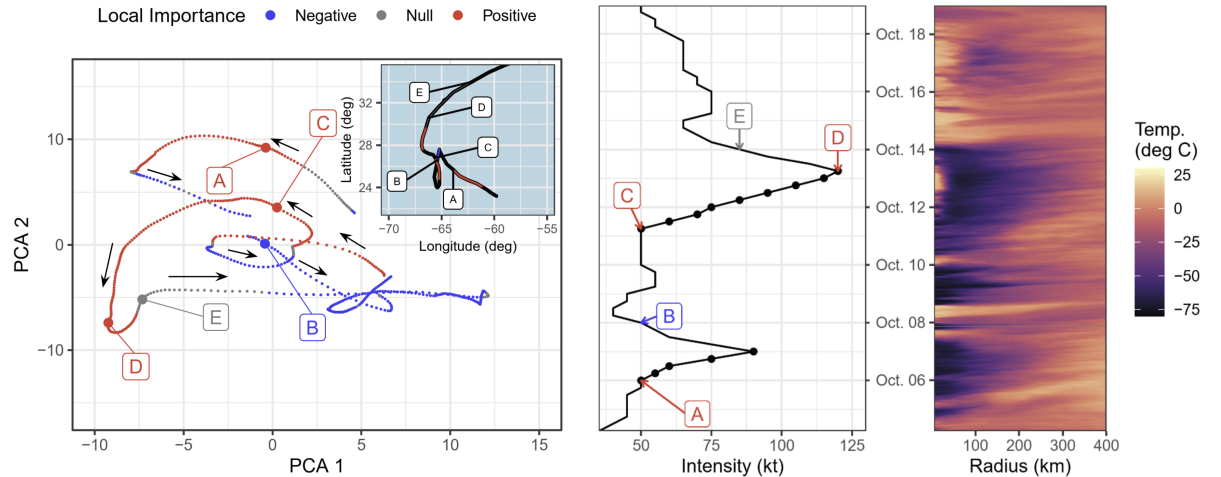 Local Importance Negative Null Positive
PCA 2
10
0
−10
−10
−5
0
5
10
15
PCA 1
A
B
C
D
E
Latitude (deg)
32
28
24
−70
−65
−60
−55
Longitude (deg)
E
D
C
B
A
E
D
C
B
A
50
75
100
125
Intensity (kt)
Oct. 18
Oct. 16
Oct. 14
Oct. 12
Oct. 10
Oct. 08
Oct. 06
100
200
300
400
Radius (km)
Temp.
(deg C)
25
0
−25
−50
−75